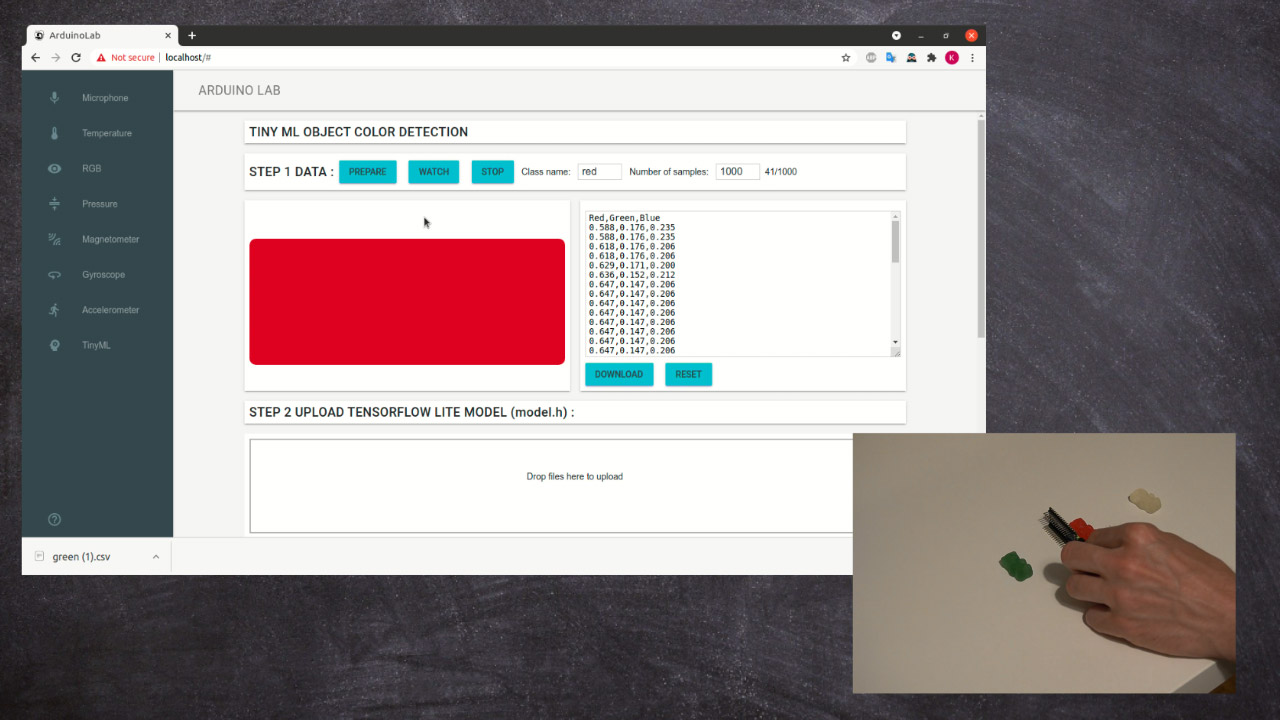 ArduinoLab
Not secure | localhost/#
Microphone
Temperature
RGB
Pressure
Magnetometer
Gyroscope
Accelerometer
TinyML
ARDUINO LAB
TINY ML OBJECT COLOR DETECTION
STEP 1 DATA : PREPARE WATCH STOP Class name: red Number of samples: 1000 41/1000
Red,Green,Blue
0.588,0.176,0.235
0.588,0.176,0.235
0.618,0.176,0.206
0.618,0.176,0.206
0.629,0.171,0.200
0.636,0.152,0.212
0.647,0.147,0.206
0.647,0.147,0.206
0.647,0.147,0.206
0.647,0.147,0.206
0.647,0.147,0.206
0.647,0.147,0.206
0.647,0.147,0.206
0.647,0.147,0.206
DOWNLOAD RESET
STEP 2 UPLOAD TENSORFLOW LITE MODEL (model.h) :
Drop files here to upload
green (1).csv
K